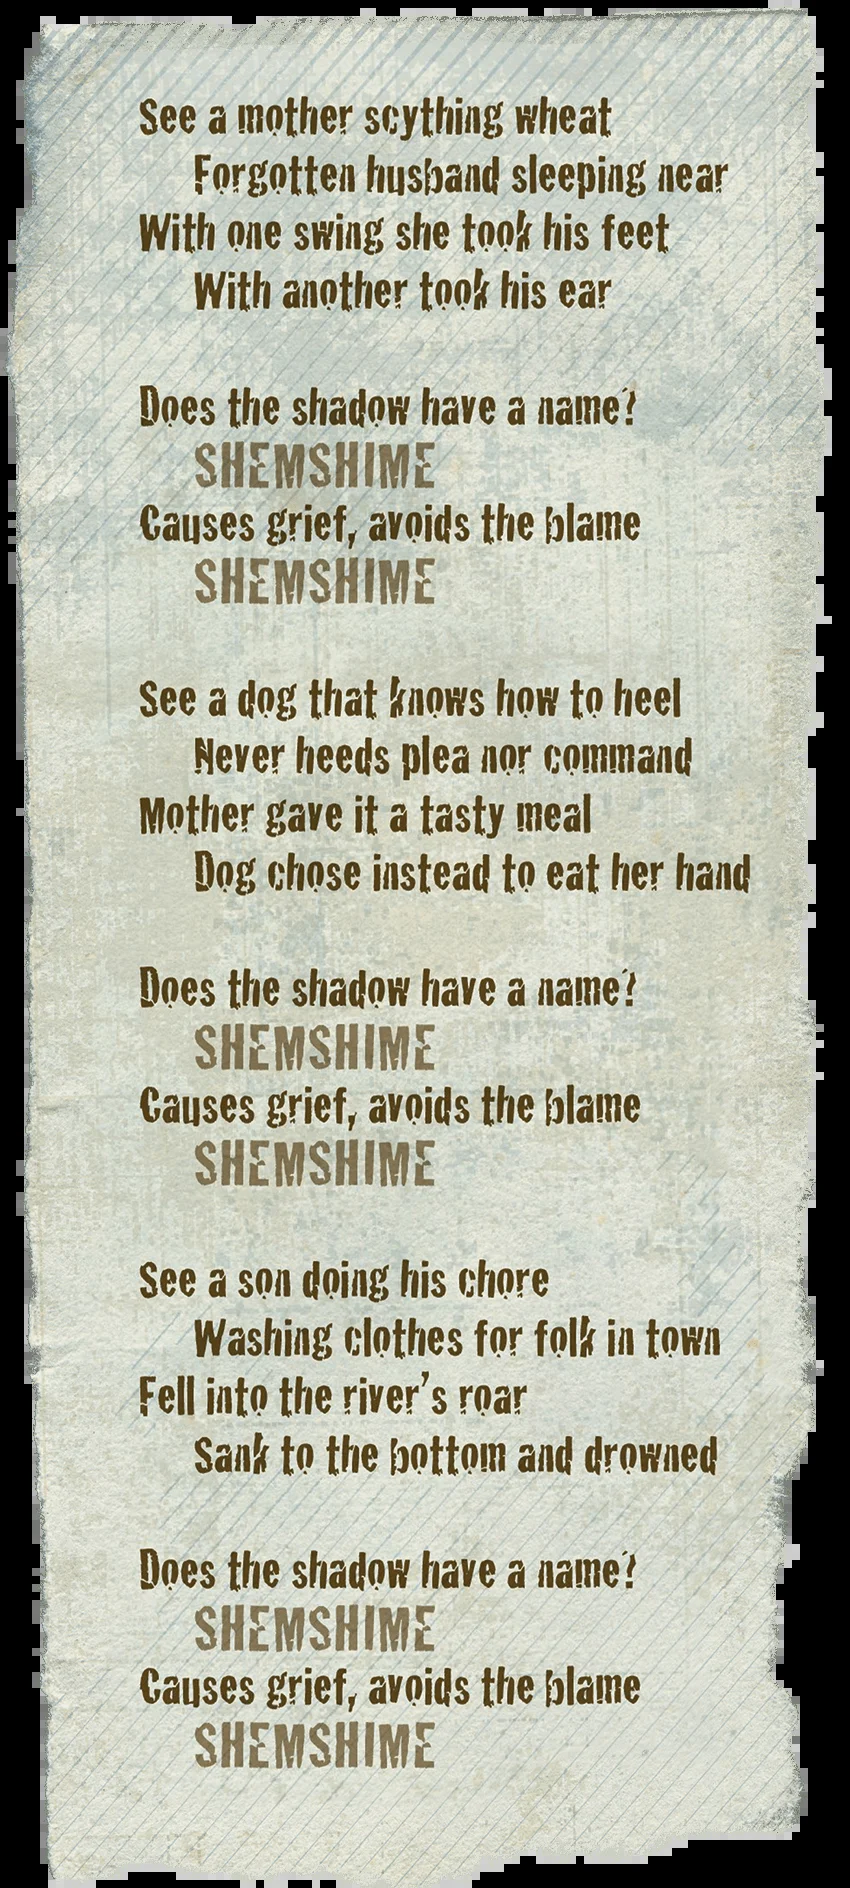 See a mother scything wheat
Forgotten husband sleeping near
With one swing she took his feet
With another took his ear
Does the shadow have a name?
SHEMSHIME
Causes grief, avoids the blame
SHEMSHIME
See a dog that knows how to heel
Never heeds plea nor command
Mother gave it a tasty meal
Dog chose instead to eat her hand
Does the shadow have a name?
SHEMSHIME
Causes grief, avoids the blame
SHEMSHIME
See a son doing his chore
Washing clothes for folk in town
Fell into the river's roar
Sank to the bottom and drowned
Does the shadow have a name?
SHEMSHIME
Causes grief, avoids the blame
SHEMSHIME